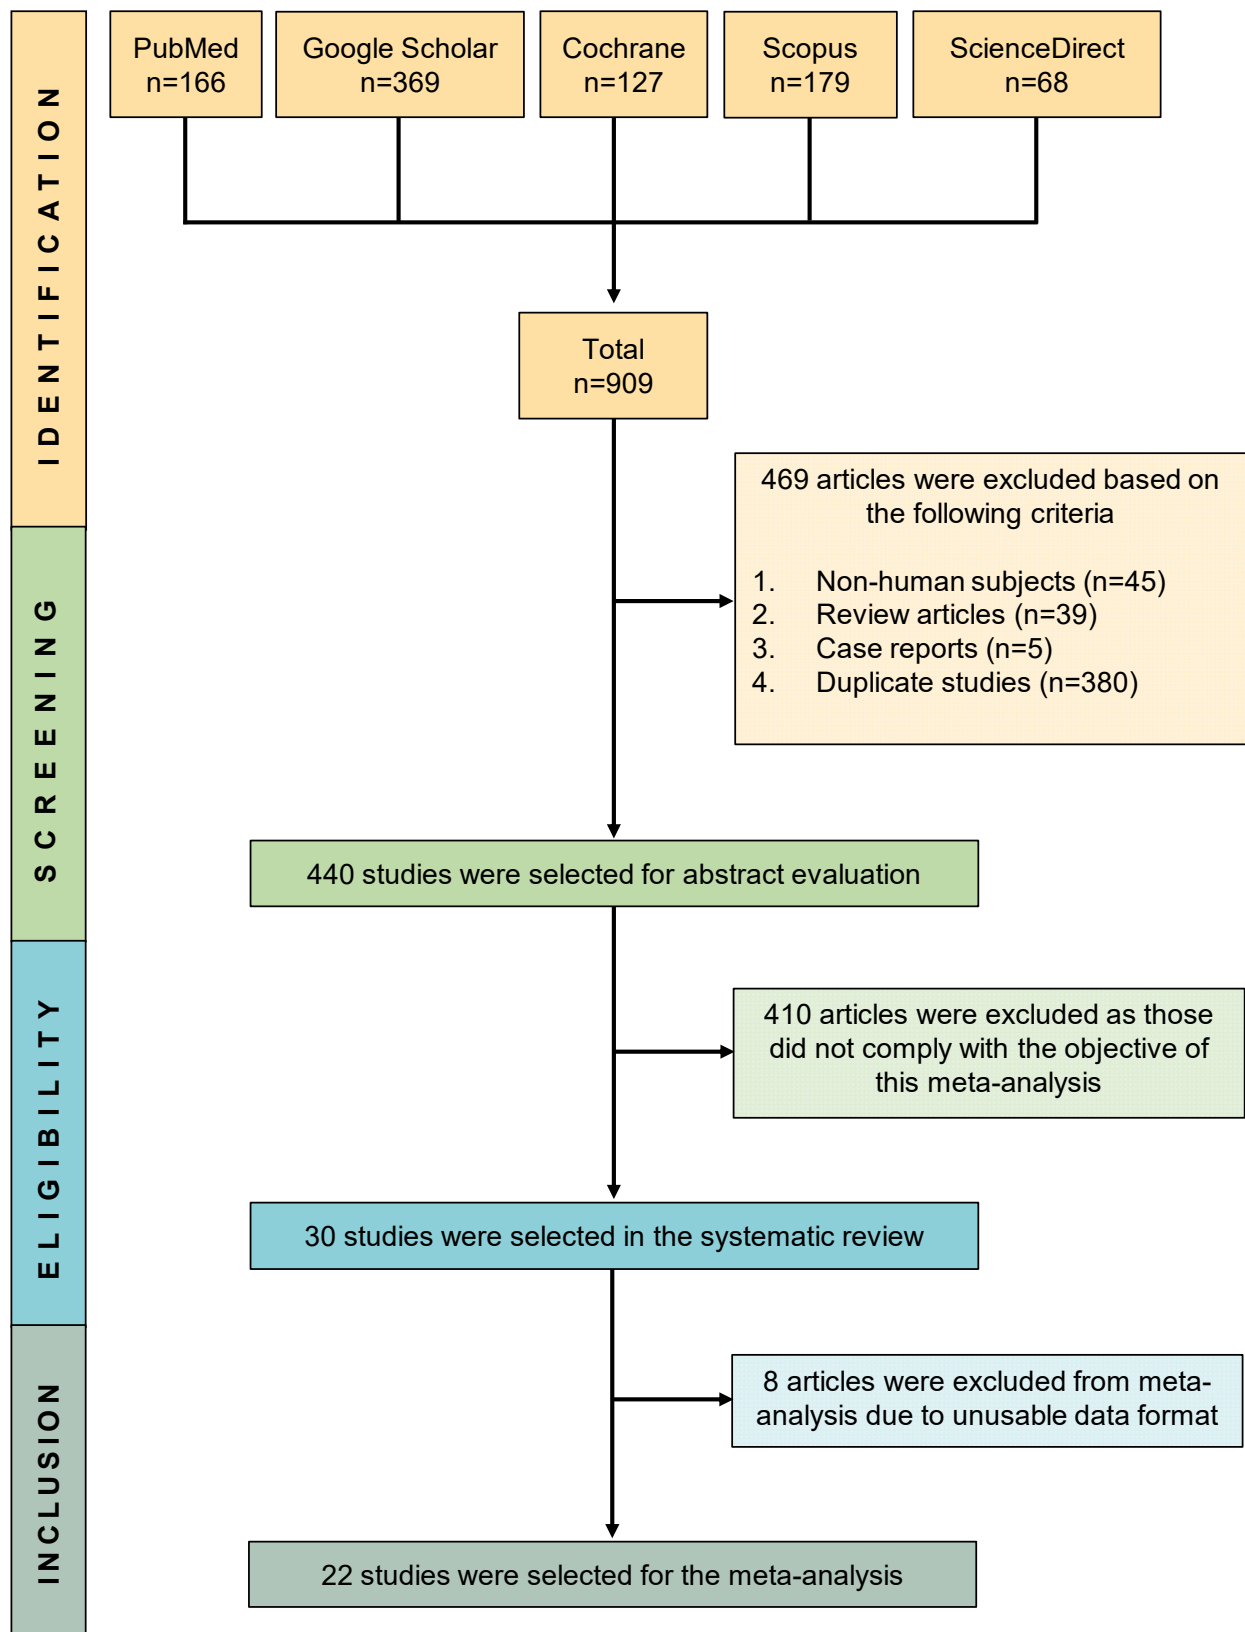 IDENTIFICATION
PubMed
n=166
Google Scholar
n=369
Cochrane
n=127
Scopus
n=179
ScienceDirect
n=68
Total
n=909
SCREENING
469 articles were excluded based on
the following criteria
1. Non-human subjects (n=45)
2. Review articles (n=39)
3. Case reports (n=5)
4. Duplicate studies (n=380)
440 studies were selected for abstract evaluation
ELIGIBILITY
410 articles were excluded as those
did not comply with the objective of
this meta-analysis
30 studies were selected in the systematic review
INCLUSION
8 articles were excluded from meta-
analysis due to unusable data format
22 studies were selected for the meta-analysis